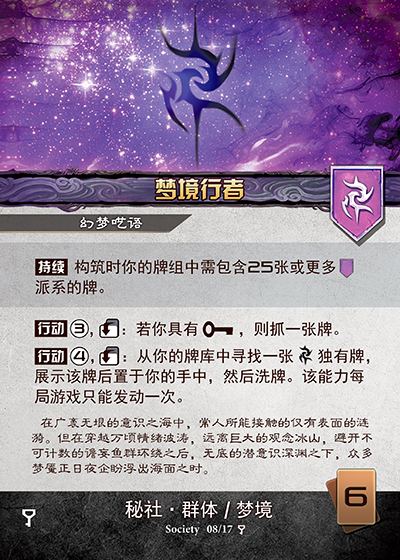 梦境行者
幻梦呓语
持续 构筑时你的牌组中需包含25张或更多
派系的牌。
行动 ③, ：若你具有 ，则抓一张牌。
行动 ④, ：从你的牌库中寻找一张 独有牌，
展示该牌后置于你的手中，然后洗牌。该能力每
局游戏只能发动一次。
在广袤无垠的意识之海中，常人所能接触的仅有表面的涟
漪。但在穿越万顷情绪波涛，远离巨大的观念冰山，避开不
可计数的谵妄鱼群环绕之后，无底的潜意识深渊之下，众多
梦魇正日夜企盼浮出海面之时。
6
秘社·群体 / 梦境
Society 08/17